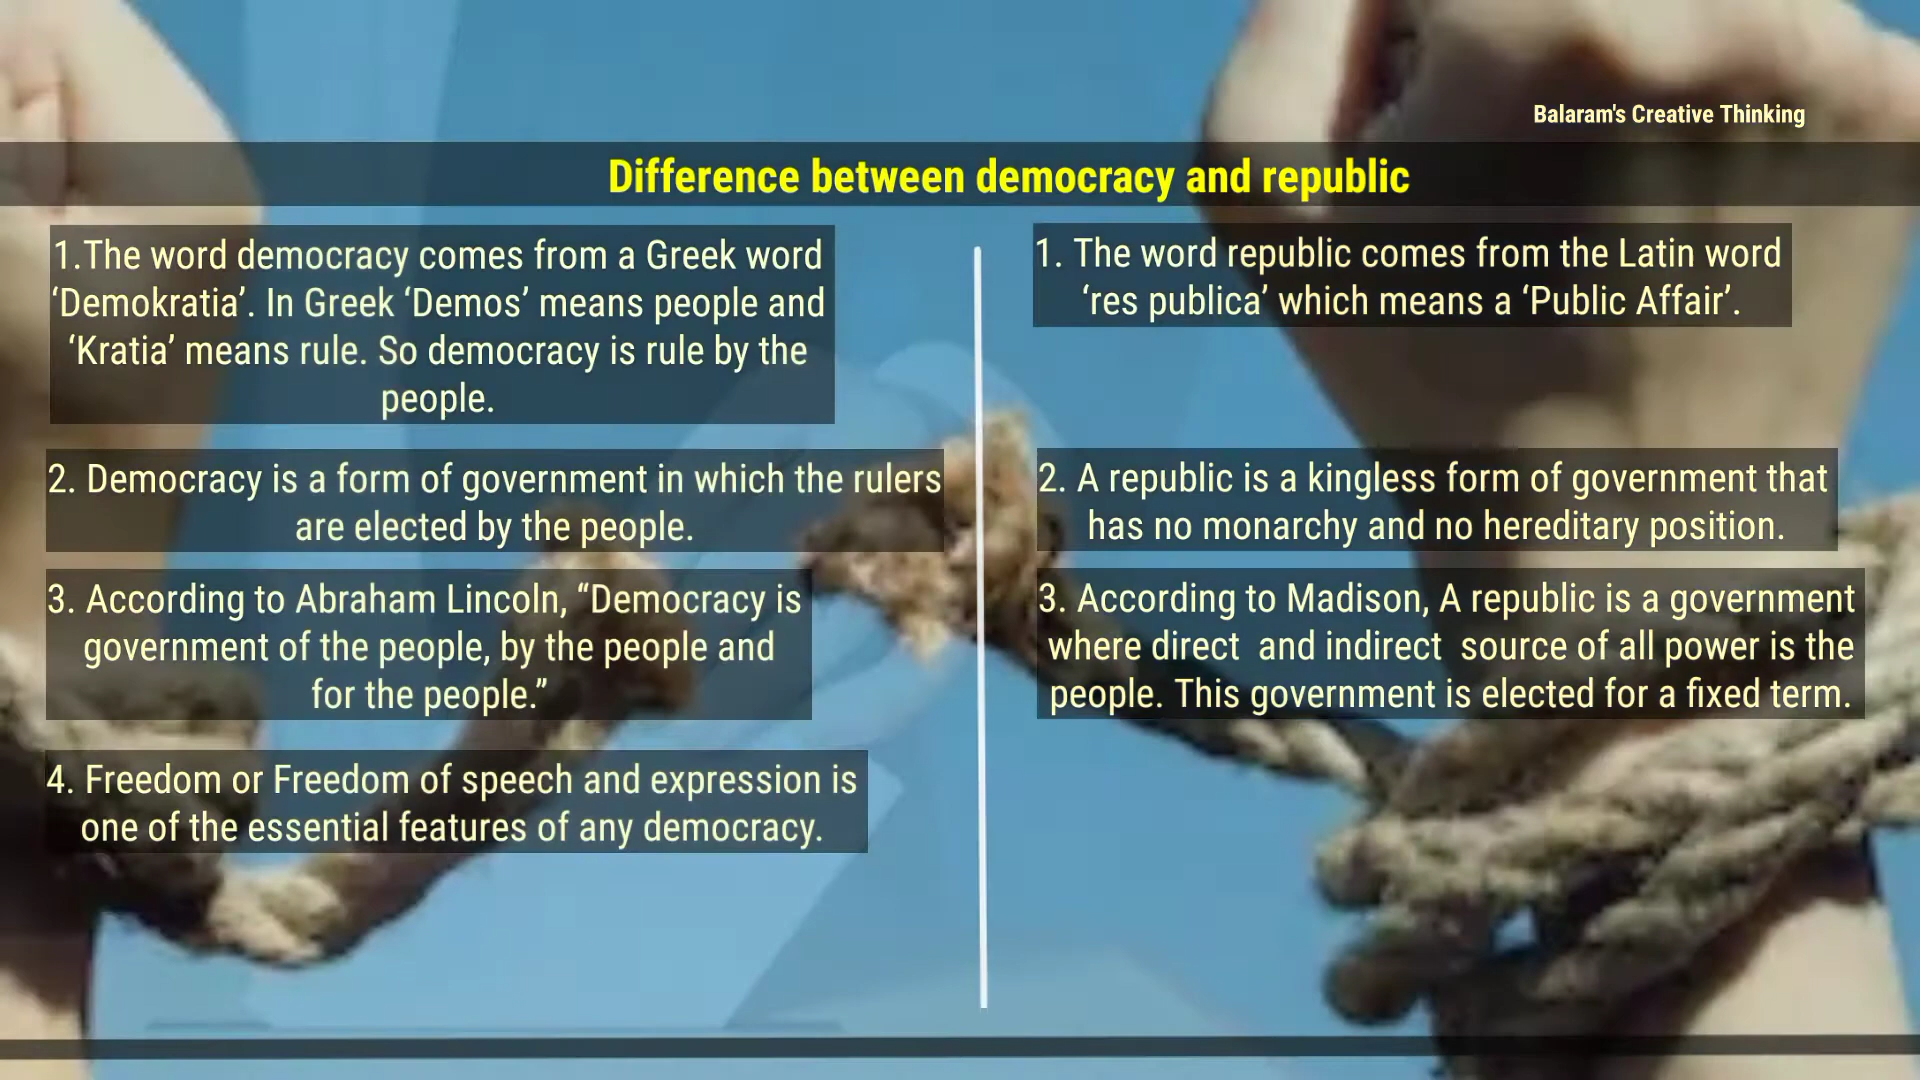 Balaram's Creative Thinking
Difference between democracy and republic
1.The word democracy comes from a Greek word
‘Demokratia’. In Greek ‘Demos’ means people and
‘Kratia’ means rule. So democracy is rule by the
people.
2. Democracy is a form of government in which the rulers
are elected by the people.
3. According to Abraham Lincoln, “Democracy is
government of the people, by the people and
for the people.”
4. Freedom or Freedom of speech and expression is
one of the essential features of any democracy.
1. The word republic comes from the Latin word
‘res publica’ which means a ‘Public Affair’.
2. A republic is a kingless form of government that
has no monarchy and no hereditary position.
3. According to Madison, A republic is a government
where direct  and indirect  source of all power is the
people. This government is elected for a fixed term.